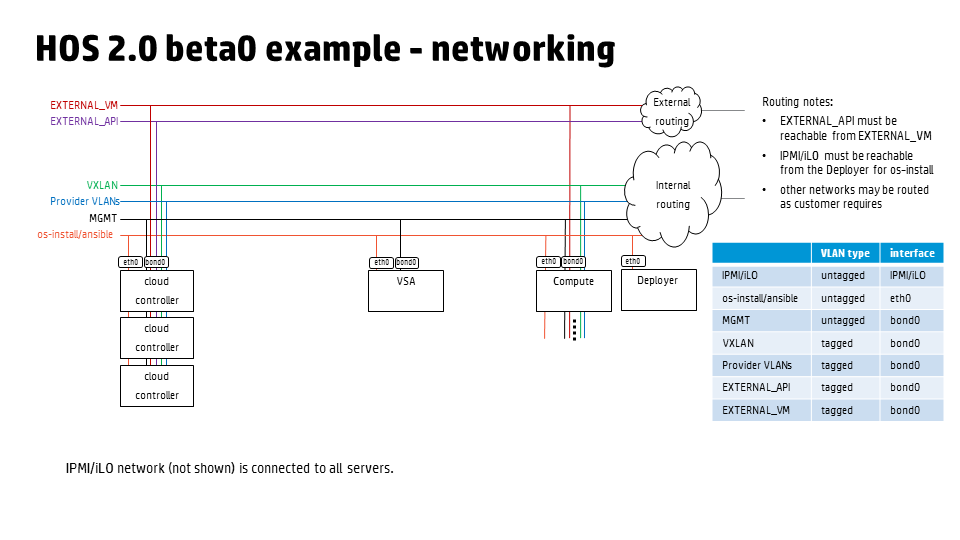 HOS 2.0 beta0 example - networking
EXTERNAL_VM
EXTERNAL_API
VXLAN
Provider VLANs
MGMT
os-install/ansible
External
routing
Internal
routing
Routing notes:
• EXTERNAL_API must be
reachable from EXTERNAL_VM
• IPMI/iLO must be reachable
from the Deployer for os-install
• other networks may be routed
as customer requires
eth0 bond0
cloud
controller
cloud
controller
cloud
controller
eth0 bond0
VSA
eth0 bond0
Compute
eth0
Deployer
VLAN type interface
IPMI/iLO untagged IPMI/iLO
os-install/ansible untagged eth0
MGMT untagged bond0
VXLAN tagged bond0
Provider VLANs tagged bond0
EXTERNAL_API tagged bond0
EXTERNAL_VM tagged bond0
IPMI/iLO network (not shown) is connected to all servers.